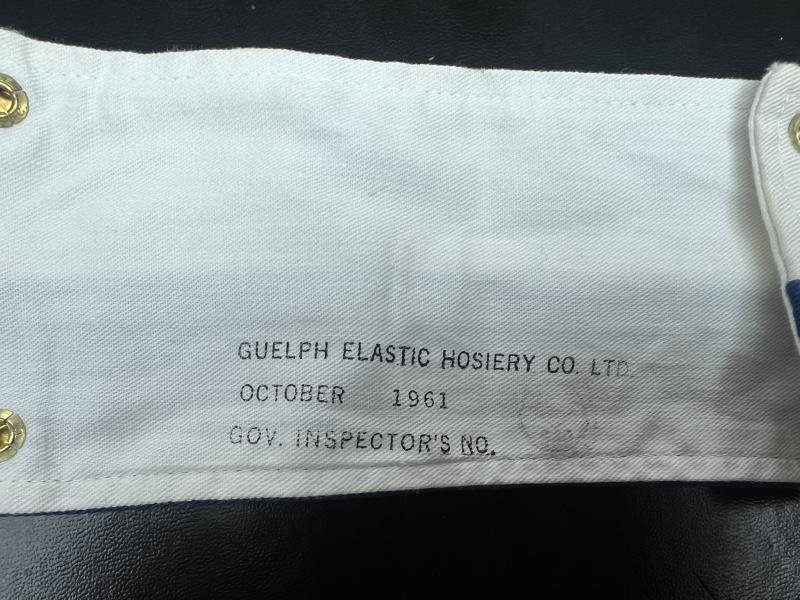 GUELPH ELASTIC HOSIERY CO. LTD.
OCTOBER 1961
GOV. INSPECTOR'S NO.